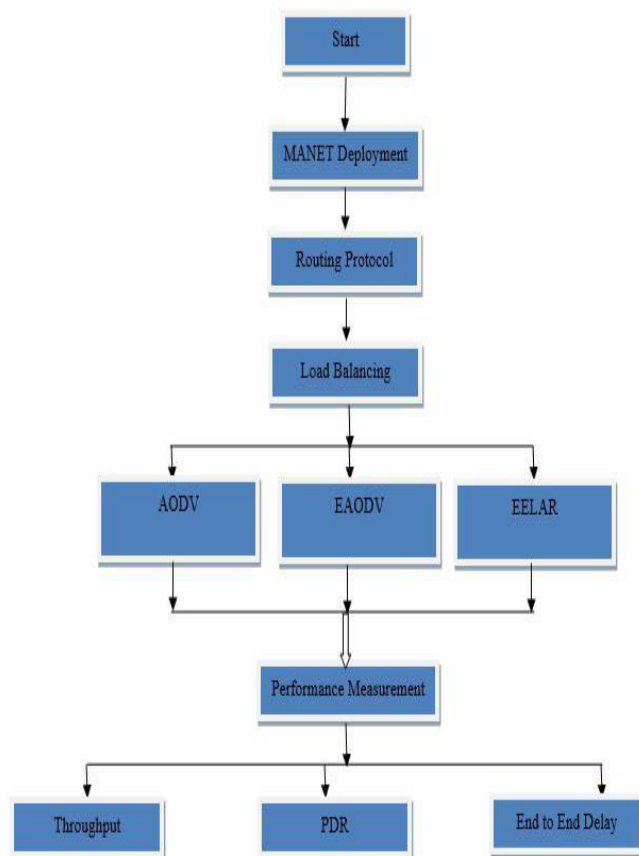 Start
MANET Deployment
Routing Protocol
Load Balancing
AODV
EAODV
EELAR
Performance Measurement
Throughput
PDR
End to End Delay